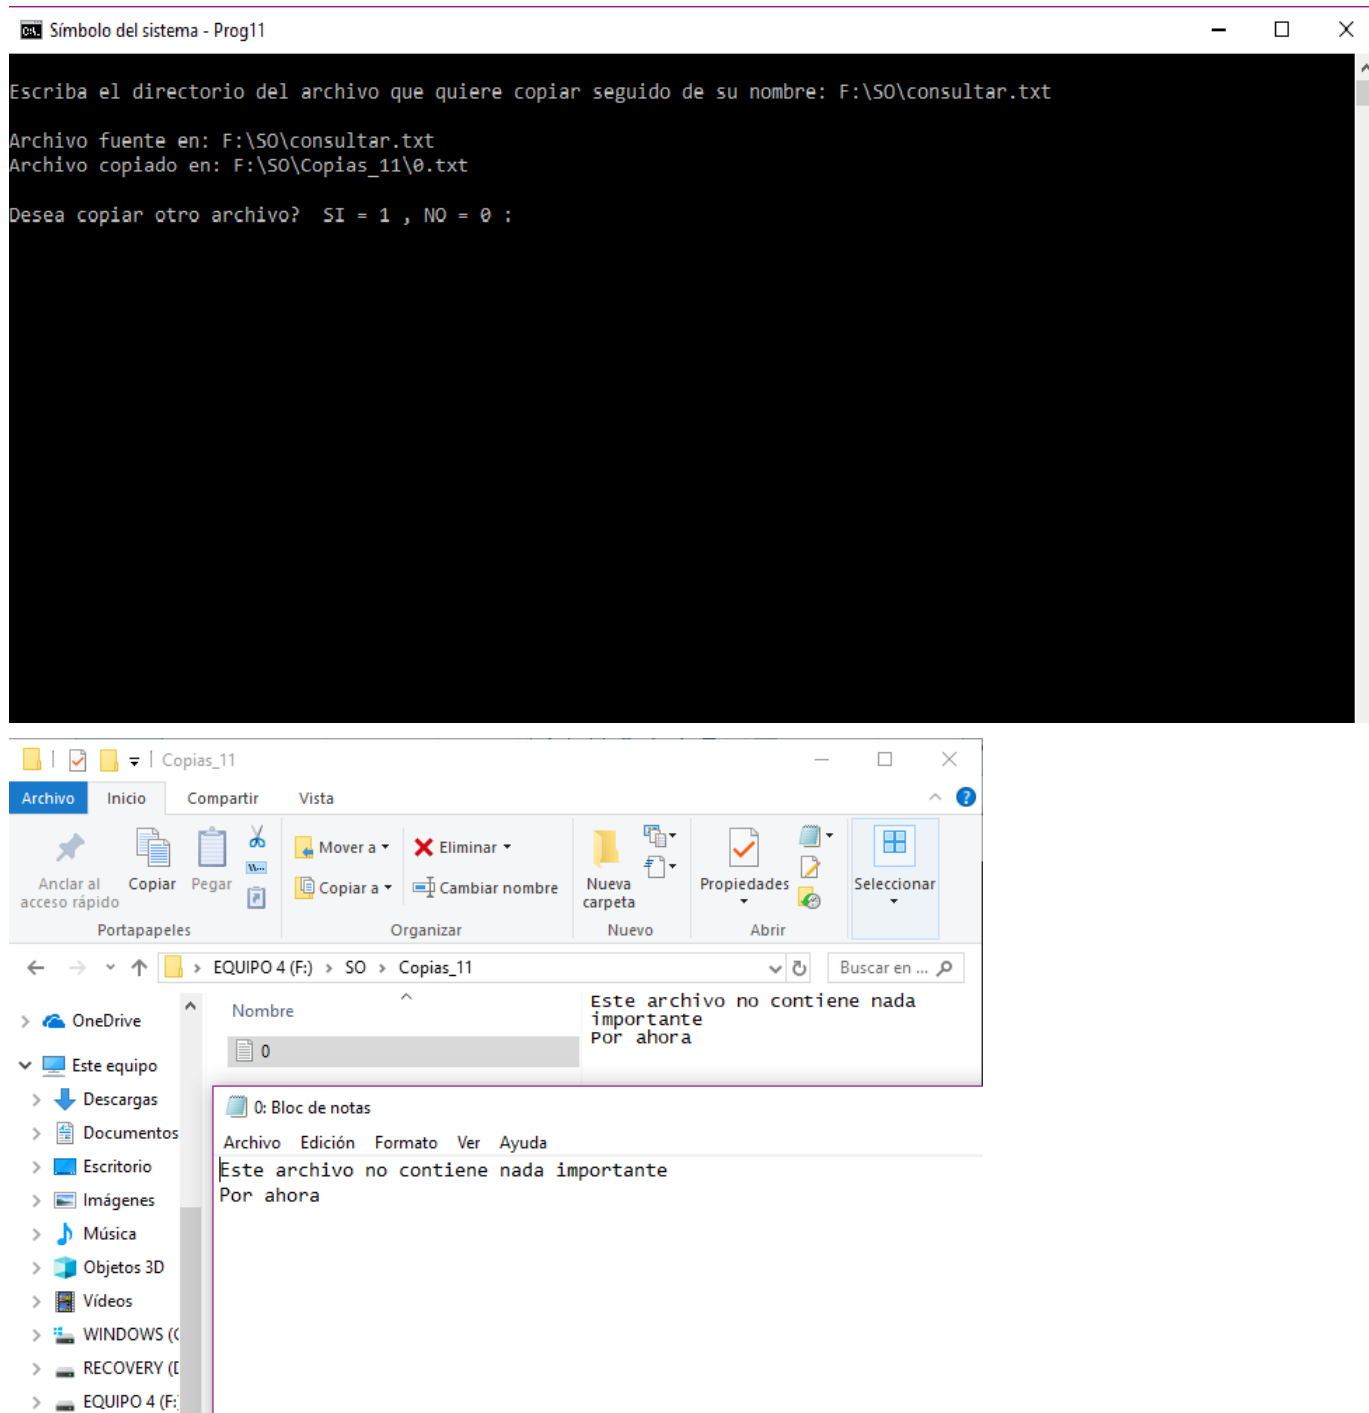 Símbolo del sistema - Prog11
Escriba el directorio del archivo que quiere copiar seguido de su nombre: F:\SO\consultar.txt
Archivo fuente en: F:\SO\consultar.txt
Archivo copiado en: F:\SO\Copias_11\0.txt
Desea copiar otro archivo?  SI = 1 , NO = 0 :
Copias_11
Archivo Inicio Compartir Vista
Anclar al acceso rápido
Copiar
Pegar
Mover a
Copiar a
Eliminar
Cambiar nombre
Nueva carpeta
Propiedades
Seleccionar
Portapapeles Organizar Nuevo Abrir
EQUIPO 4 (F:) > SO > Copias_11
Buscar en ...
OneDrive
Este equipo
Descargas
Documentos
Escritorio
Imágenes
Música
Objetos 3D
Vídeos
WINDOWS (
RECOVERY (
EQUIPO 4 (F:
Nombre
0
Este archivo no contiene nada
importante
Por ahora
0: Bloc de notas
Archivo Edición Formato Ver Ayuda
Este archivo no contiene nada importante
Por ahora